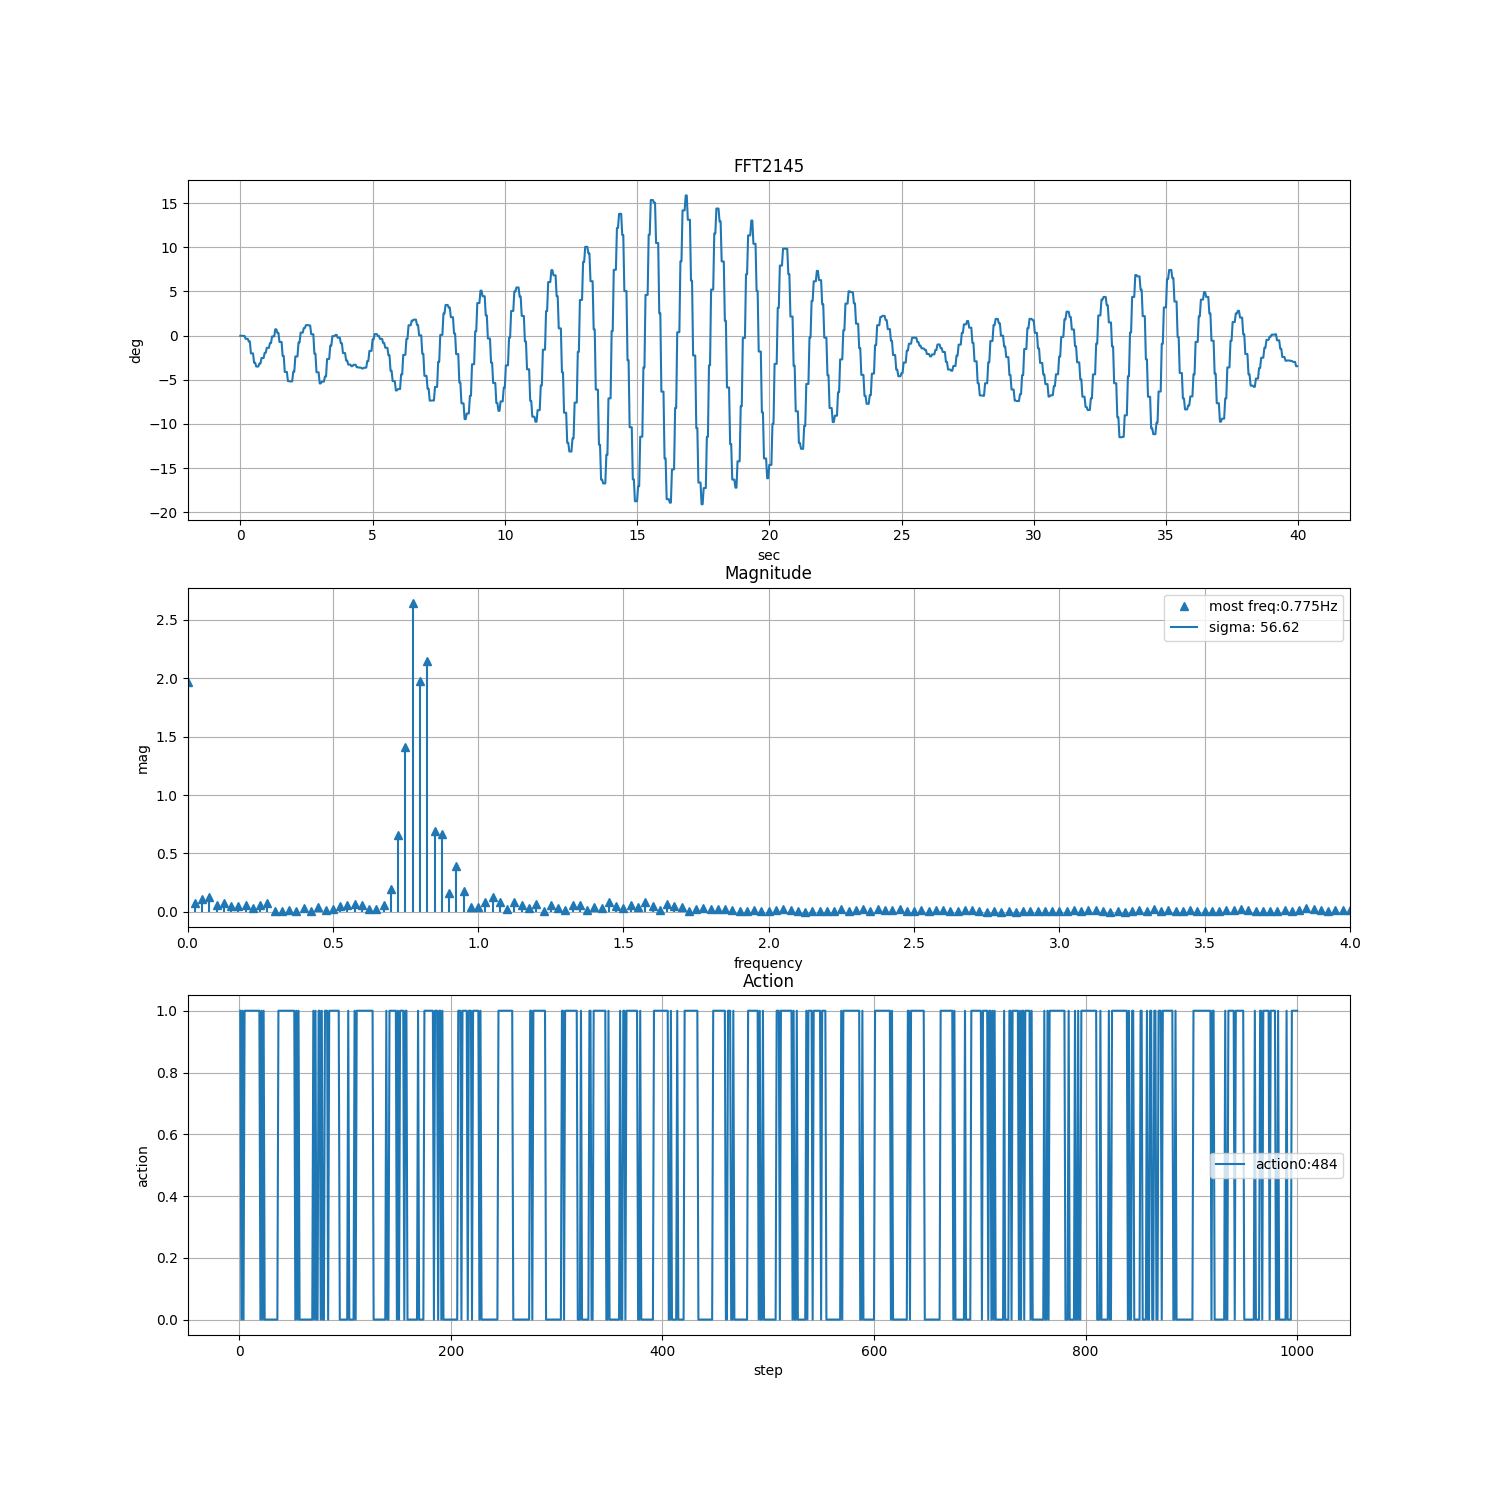 FFT2145
deg
15
10
5
0
−5
−10
−15
−20
0 5 10 15 20 25 30 35 40
sec
Magnitude
mag
2.5
2.0
1.5
1.0
0.5
0.0
most freq:0.775Hz
sigma: 56.62
0.0 0.5 1.0 1.5 2.0 2.5 3.0 3.5 4.0
frequency
Action
action
1.0
0.8
0.6
0.4
0.2
0.0
action0:484
0 200 400 600 800 1000
step